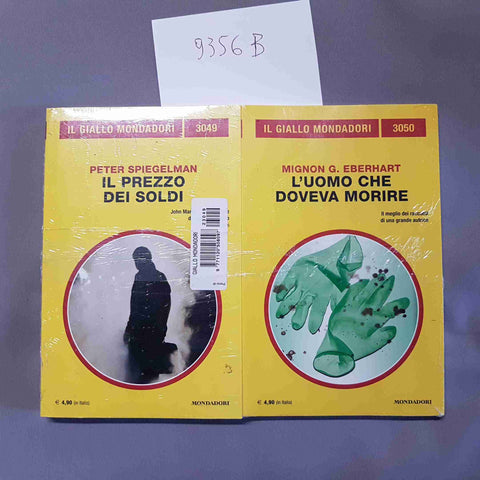 9356 B
IL GIALLO MONDADORI 3049
PETER SPIEGELMAN
IL PREZZO
DEI SOLDI
John Mar
GIALLO MONDADORI
€ 4,90 (in Italia)
MONDADORI
IL GIALLO MONDADORI 3050
MIGNON G. EBERHART
L'UOMO CHE
DOVEVA MORIRE
Il meglio dei racconti
di una grande autrice
€ 4,90 (in Italia)
MONDADORI